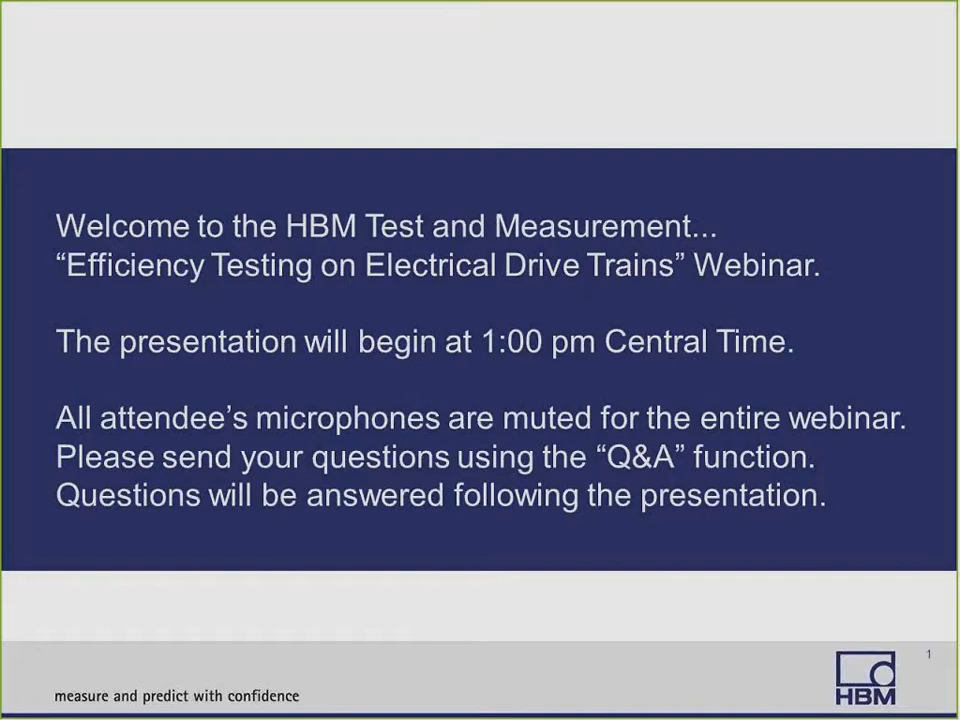 Welcome to the HBM Test and Measurement...
“Efficiency Testing on Electrical Drive Trains” Webinar.
The presentation will begin at 1:00 pm Central Time.
All attendee’s microphones are muted for the entire webinar.
Please send your questions using the “Q&A” function.
Questions will be answered following the presentation.
1
measure and predict with confidence
HBM